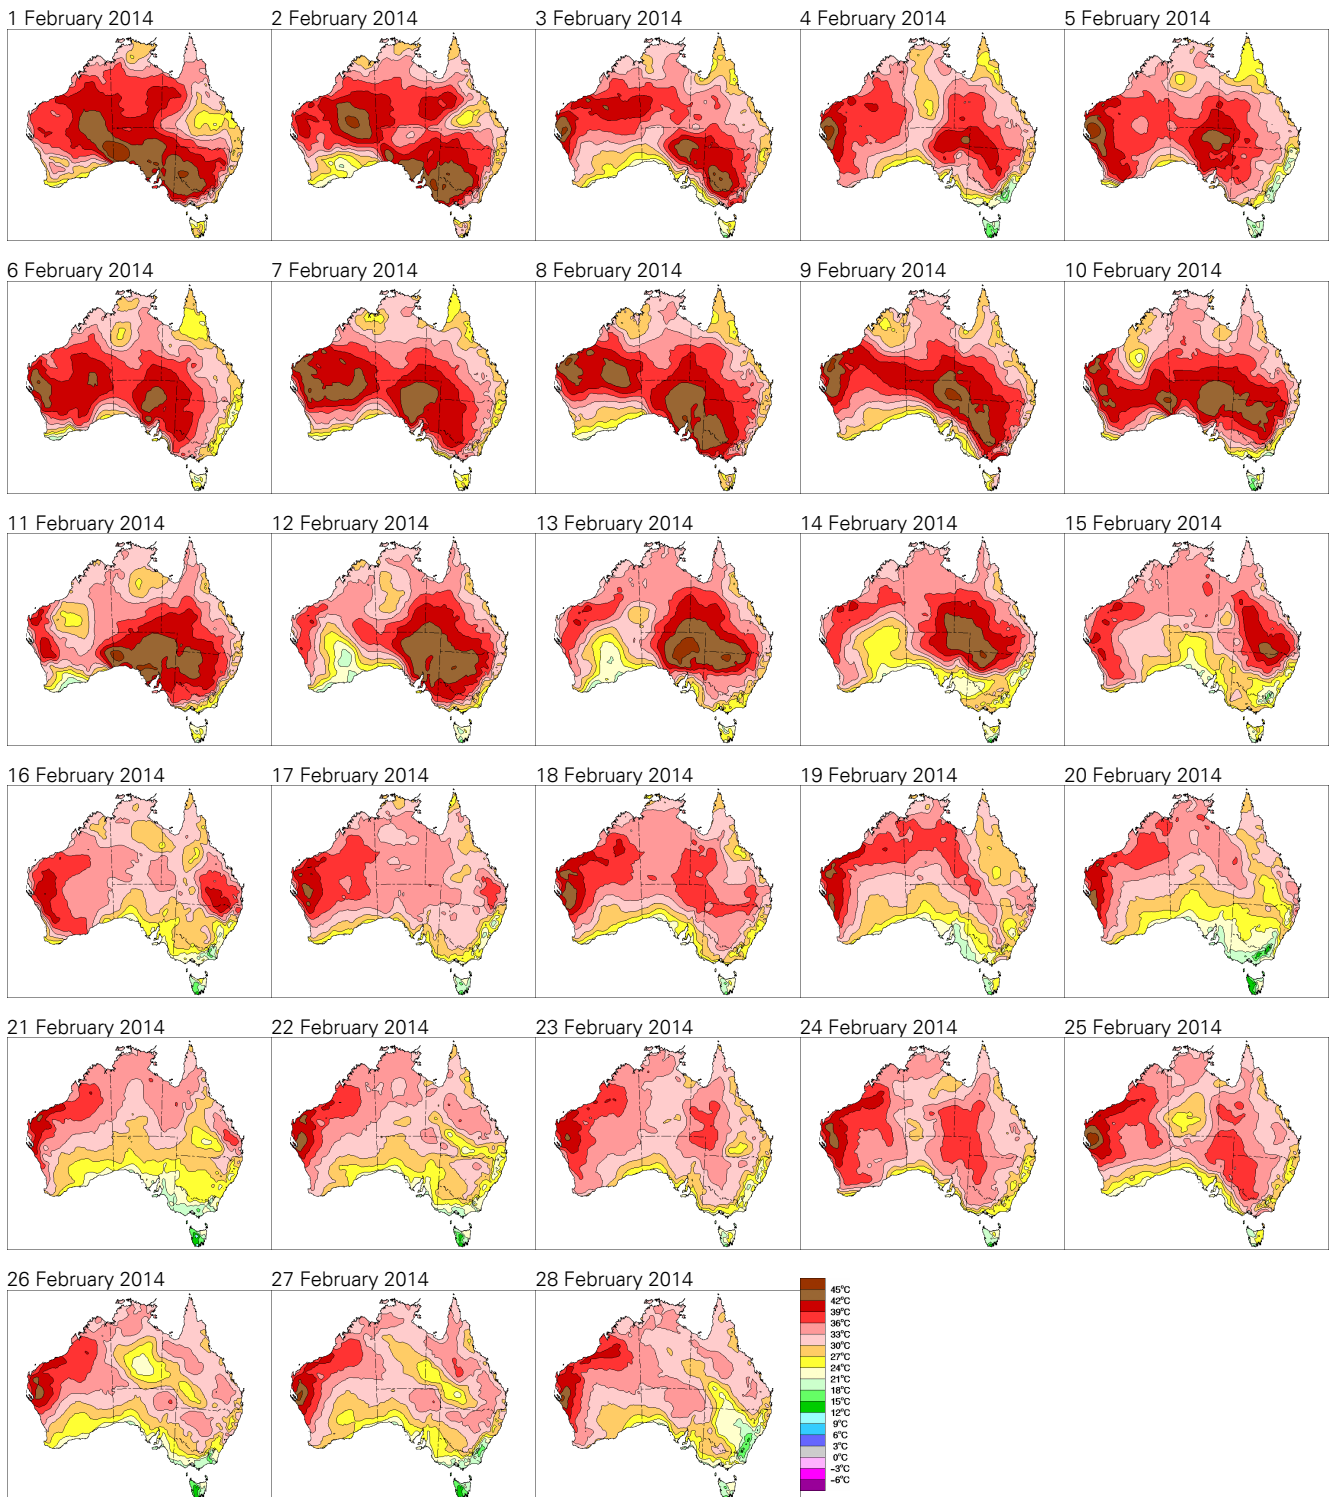 1 February 2014
2 February 2014
3 February 2014
4 February 2014
5 February 2014
6 February 2014
7 February 2014
8 February 2014
9 February 2014
10 February 2014
11 February 2014
12 February 2014
13 February 2014
14 February 2014
15 February 2014
16 February 2014
17 February 2014
18 February 2014
19 February 2014
20 February 2014
21 February 2014
22 February 2014
23 February 2014
24 February 2014
25 February 2014
26 February 2014
27 February 2014
28 February 2014
45°C
42°C
39°C
36°C
33°C
30°C
27°C
24°C
21°C
18°C
15°C
12°C
9°C
6°C
3°C
0°C
−3°C
−6°C